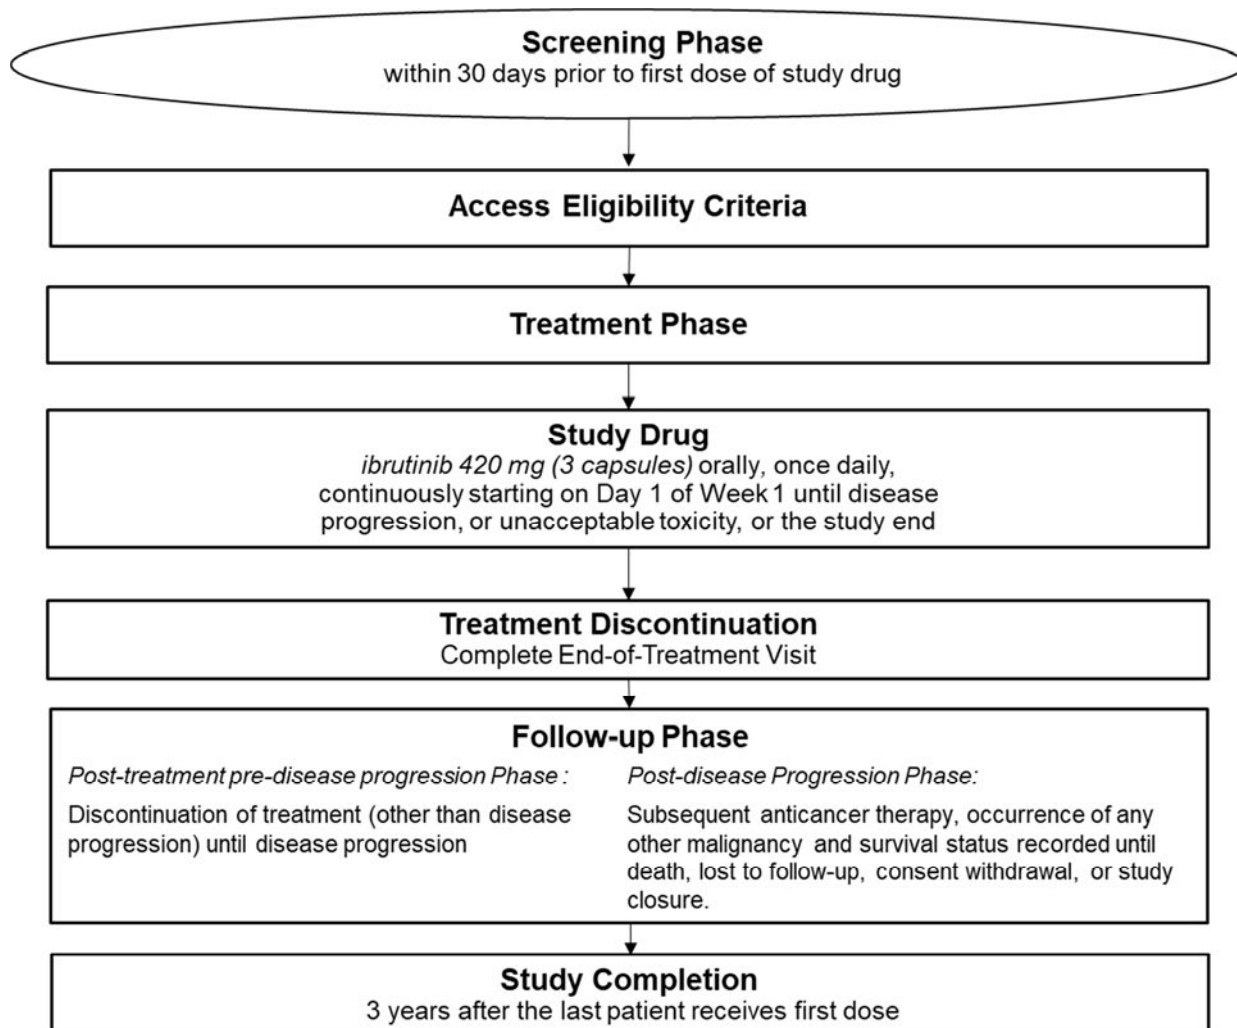 Screening Phase
within 30 days prior to first dose of study drug
Access Eligibility Criteria
Treatment Phase
Study Drug
ibrutinib 420 mg (3 capsules) orally, once daily,
continuously starting on Day 1 of Week 1 until disease
progression, or unacceptable toxicity, or the study end
Treatment Discontinuation
Complete End-of-Treatment Visit
Follow-up Phase
Post-treatment pre-disease progression Phase :
Discontinuation of treatment (other than disease
progression) until disease progression
Post-disease Progression Phase:
Subsequent anticancer therapy, occurrence of any
other malignancy and survival status recorded until
death, lost to follow-up, consent withdrawal, or study
closure.
Study Completion
3 years after the last patient receives first dose